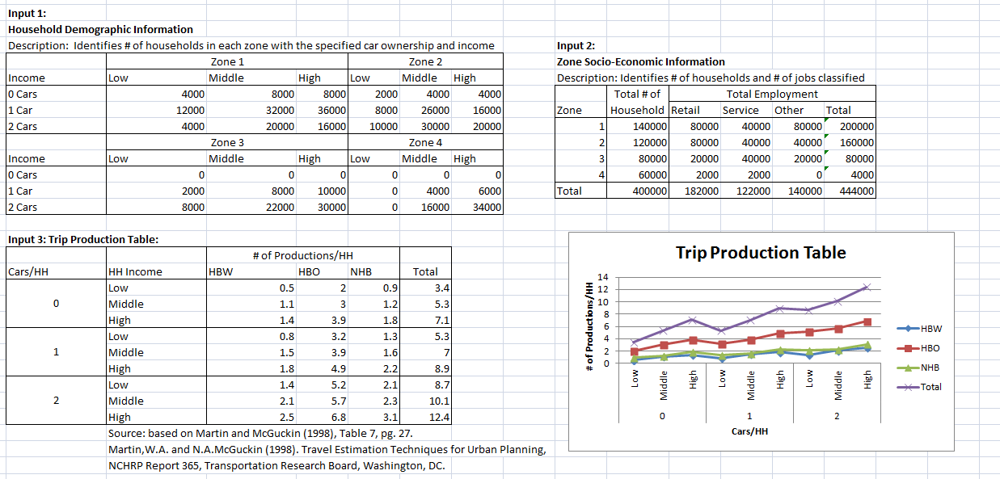 Input 1:
Household Demographic Information
Description: Identifies # of households in each zone with the specified car ownership and income
Zone 1 Zone 2
Income Low Middle High Low Middle High
0 Cars 4000 8000 8000 2000 4000 4000
1 Car 12000 32000 36000 8000 26000 16000
2 Cars 4000 20000 16000 10000 30000 20000
Zone 3 Zone 4
Income Low Middle High Low Middle High
0 Cars 0 0 0 0 0 0
1 Car 2000 8000 10000 0 4000 6000
2 Cars 8000 22000 30000 0 16000 34000
Input 2:
Zone Socio-Economic Information
Description: Identifies # of households and # of jobs classified
Total # of Total Employment
Zone Household Retail Service Other Total
1 140000 80000 40000 80000 200000
2 120000 80000 40000 40000 160000
3 80000 20000 40000 20000 80000
4 60000 2000 2000 0 4000
Total 400000 182000 122000 140000 444000
Input 3: Trip Production Table:
# of Productions/HH
Cars/HH HH Income HBW HBO NHB Total
Low 0.5 2 0.9 3.4
0 Middle 1.1 3 1.2 5.3
High 1.4 3.9 1.8 7.1
Low 0.8 3.2 1.3 5.3
1 Middle 1.5 3.9 1.6 7
High 1.8 4.9 2.2 8.9
Low 1.4 5.2 2.1 8.7
2 Middle 2.1 5.7 2.3 10.1
High 2.5 6.8 3.1 12.4
Source: based on Martin and McGuckin (1998), Table 7, pg. 27.
Martin,W.A. and N.A.McGuckin (1998). Travel Estimation Techniques for Urban Planning,
NCHRP Report 365, Transportation Research Board, Washington, DC.
Trip Production Table
# of Productions/HH
14
12
10
8
6
4
2
0
Low Middle High Low Middle High Low Middle High
0 1 2
Cars/HH
HBW
HBO
NHB
Total